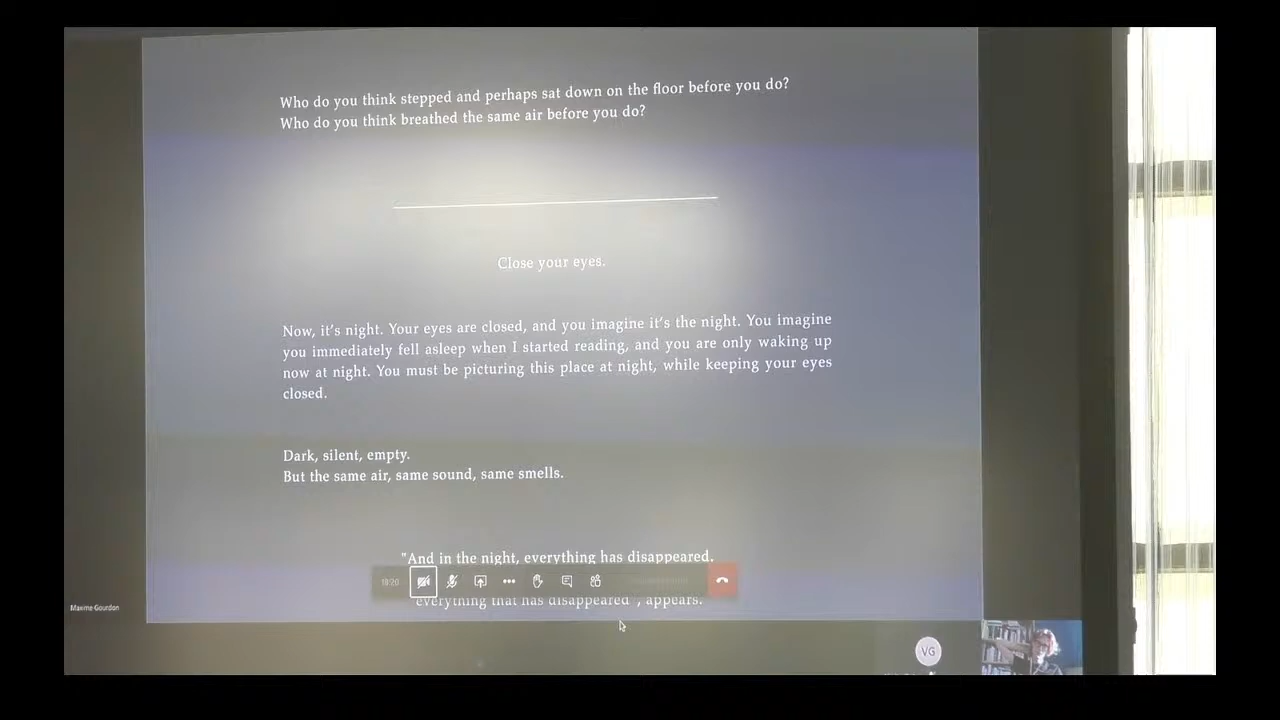 Who do you think stepped and perhaps sat down on the floor before you do?
Who do you think breathed the same air before you do?
Close your eyes.
Now, it's night. Your eyes are closed, and you imagine it's the night. You imagine
you immediately fell asleep when I started reading, and you are only waking up
now at night. You must be picturing this place at night, while keeping your eyes
closed.
Dark, silent, empty.
But the same air, same sound, same smells.
"And in the night, everything has disappeared.
18:20
"everything that has disappeared", appears.
Maxime Gourdon
VG